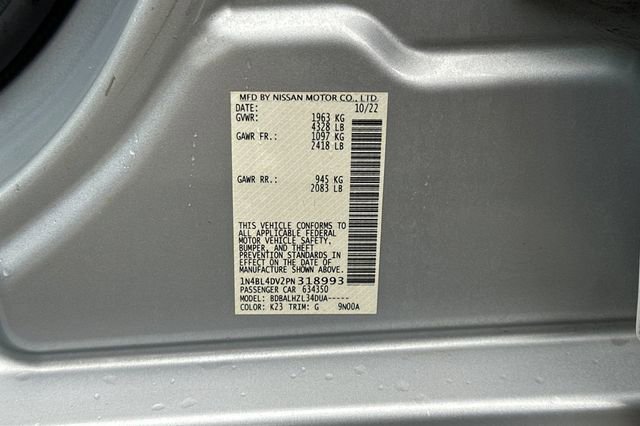 MFD BY NISSAN MOTOR CO., LTD.
DATE: 10/22
GVWR: 1963 KG
4328 LB
GAWR FR.: 1097 KG
2418 LB
GAWR RR.: 945 KG
2083 LB
THIS VEHICLE CONFORMS TO
ALL APPLICABLE FEDERAL
MOTOR VEHICLE SAFETY,
BUMPER, AND THEFT
PREVENTION STANDARDS IN
EFFECT ON THE DATE OF
MANUFACTURE SHOWN ABOVE.
1N4BL4DV2PN318993
PASSENGER CAR 634350
MODEL: BDBALHZL34DUA-----
COLOR: K23 TRIM: G 9N00A